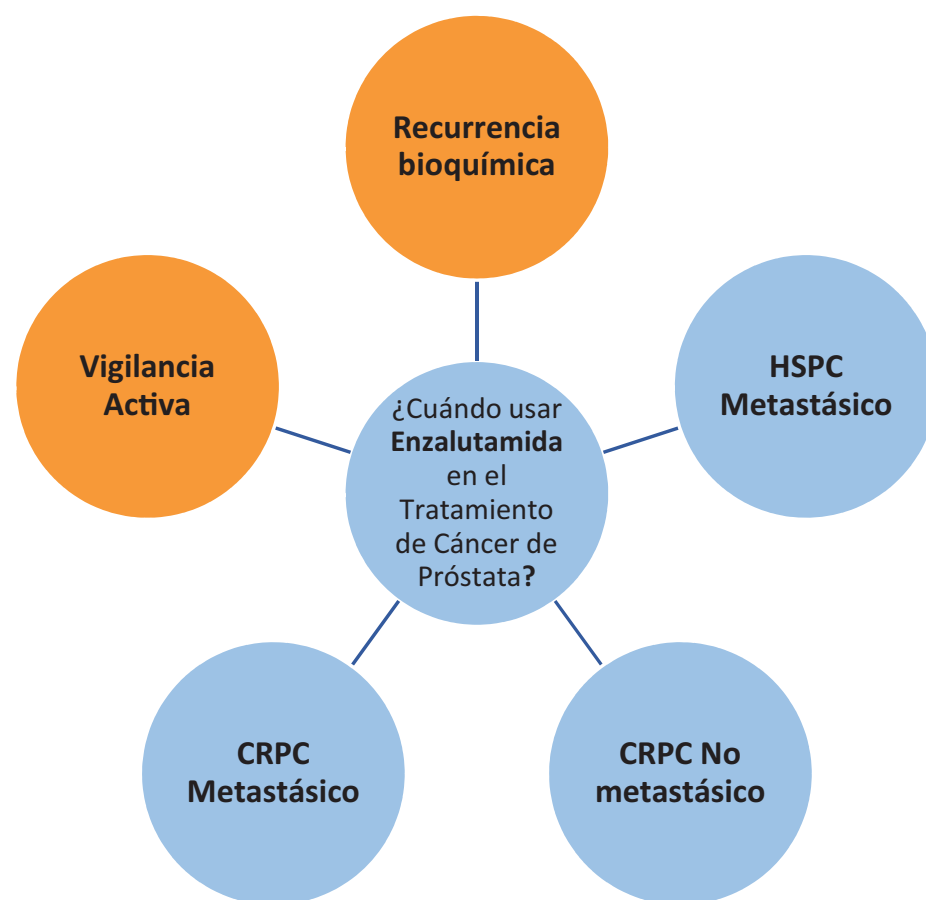 Recurrencia
bioquímica
HSPC
Metastásico
CRPC No
metastásico
CRPC
Metastásico
Vigilancia
Activa
¿Cuándo usar
Enzalutamida
en el
Tratamiento
de Cáncer de
Próstata?